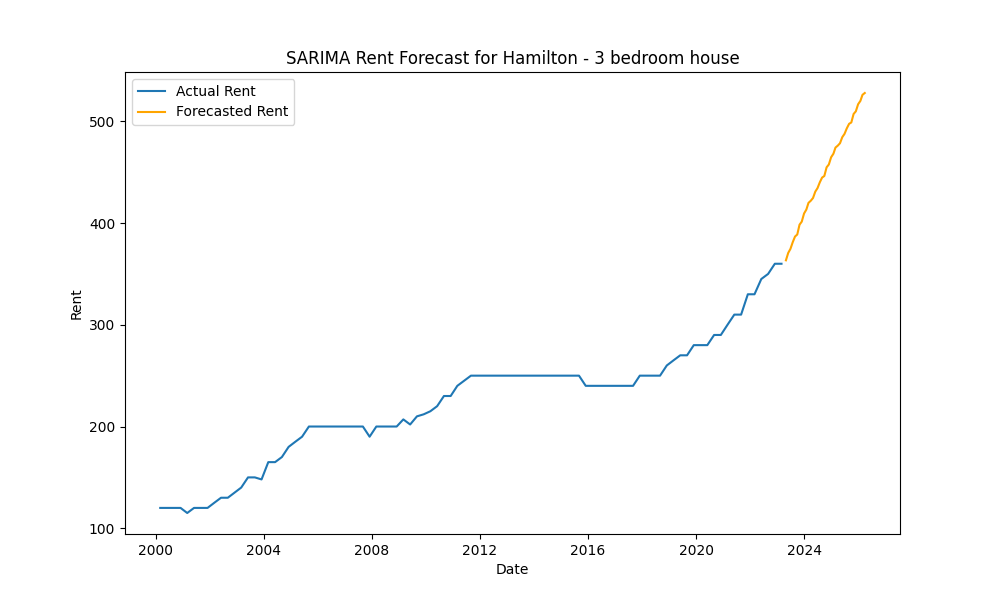 SARIMA Rent Forecast for Hamilton - 3 bedroom house
Actual Rent
Forecasted Rent
500
400
300
200
100
Rent
2000 2004 2008 2012 2016 2020 2024
Date